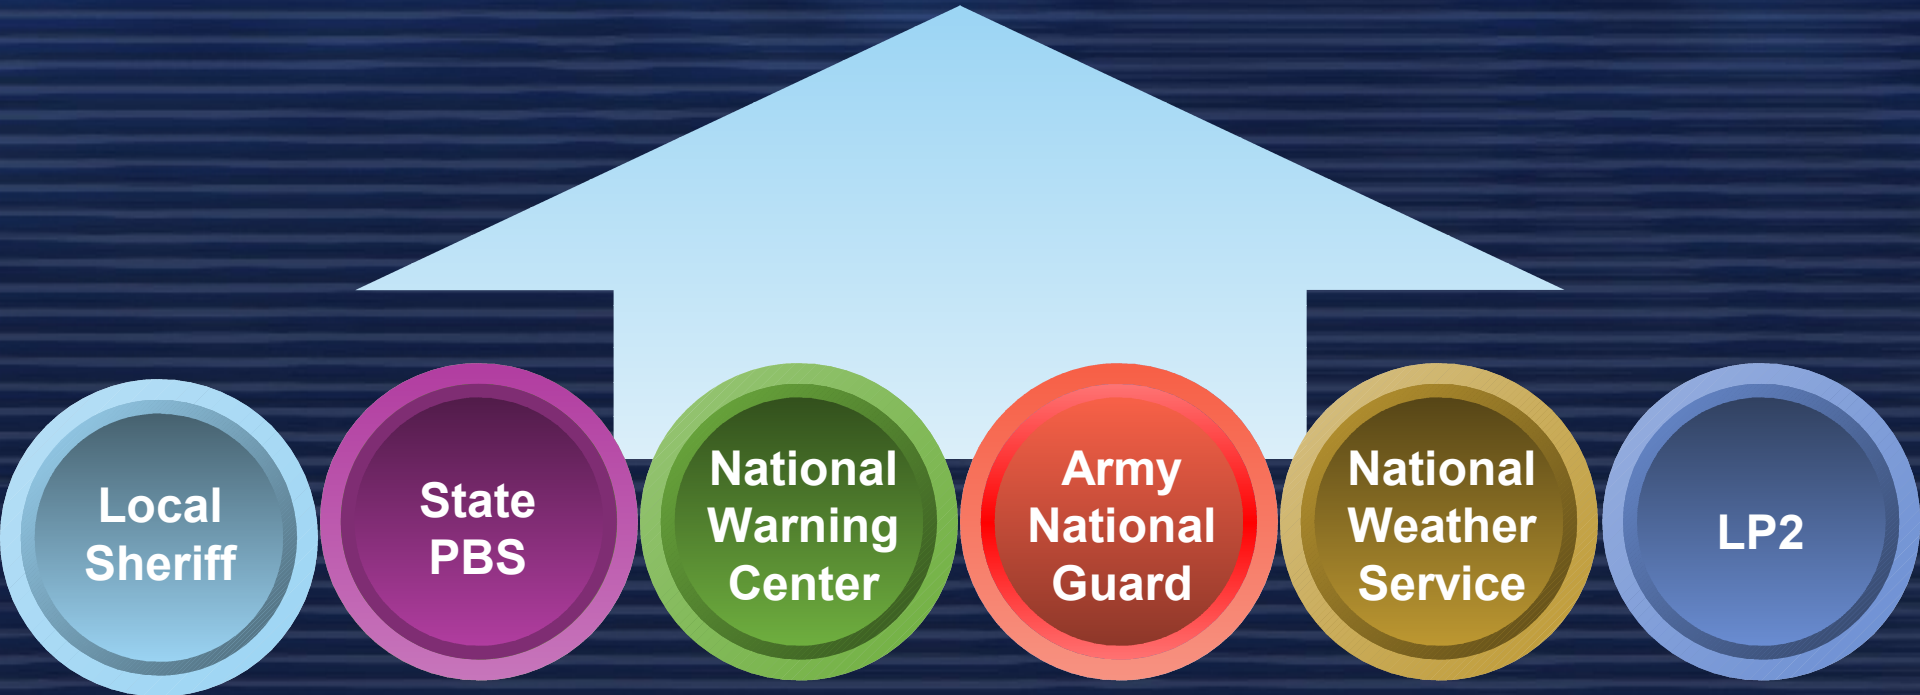 Local
Sheriff
State
PBS
National
Warning
Center
Army
National
Guard
National
Weather
Service
LP2